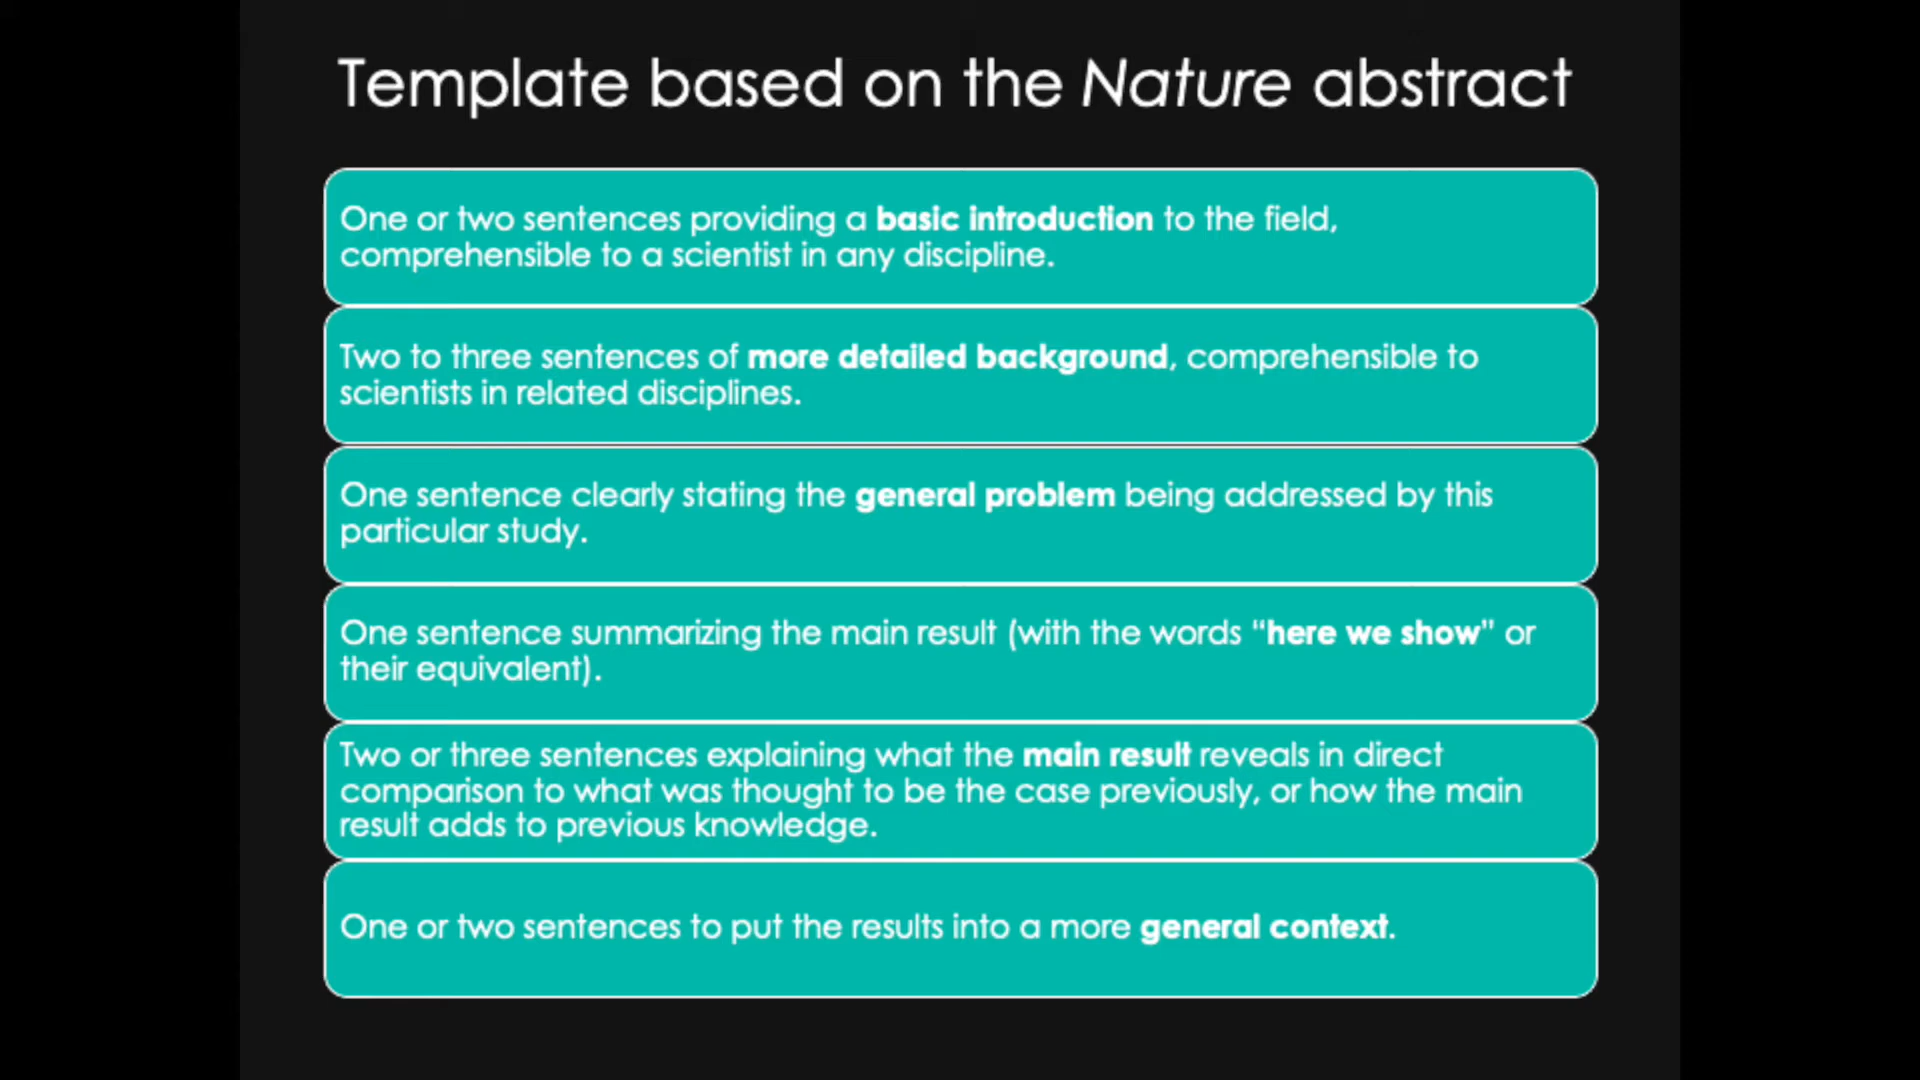 Template based on the Nature abstract
One or two sentences providing a basic introduction to the field,
comprehensible to a scientist in any discipline.
Two to three sentences of more detailed background, comprehensible to
scientists in related disciplines.
One sentence clearly stating the general problem being addressed by this
particular study.
One sentence summarizing the main result (with the words “here we show” or
their equivalent).
Two or three sentences explaining what the main result reveals in direct
comparison to what was thought to be the case previously, or how the main
result adds to previous knowledge.
One or two sentences to put the results into a more general context.